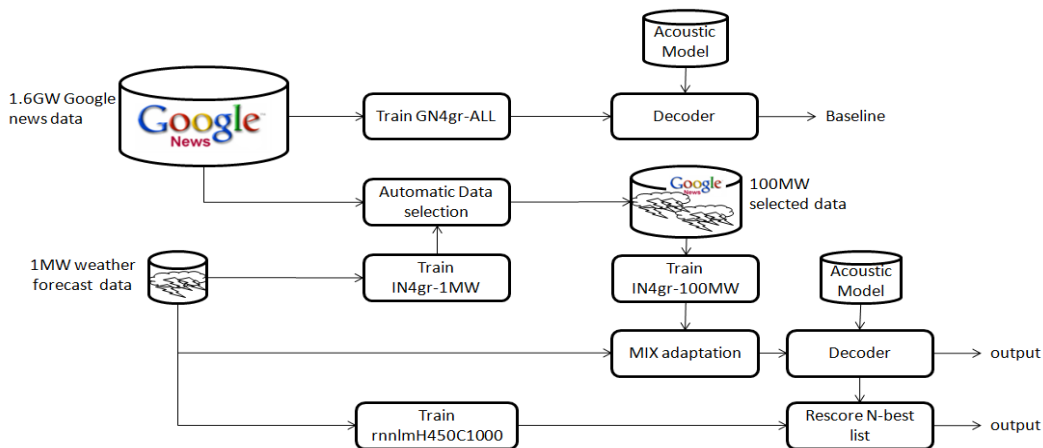 Acoustic
Model
1.6GW Google
news data
Google
News
Train GN4gr-ALL
Decoder
Baseline
Automatic Data
selection
Google
News
100MW
selected data
1MW weather
forecast data
Train
IN4gr-1MW
Train
IN4gr-100MW
Acoustic
Model
MIX adaptation
Decoder
output
Train
rnnlmH450C1000
Rescore N-best
list
output